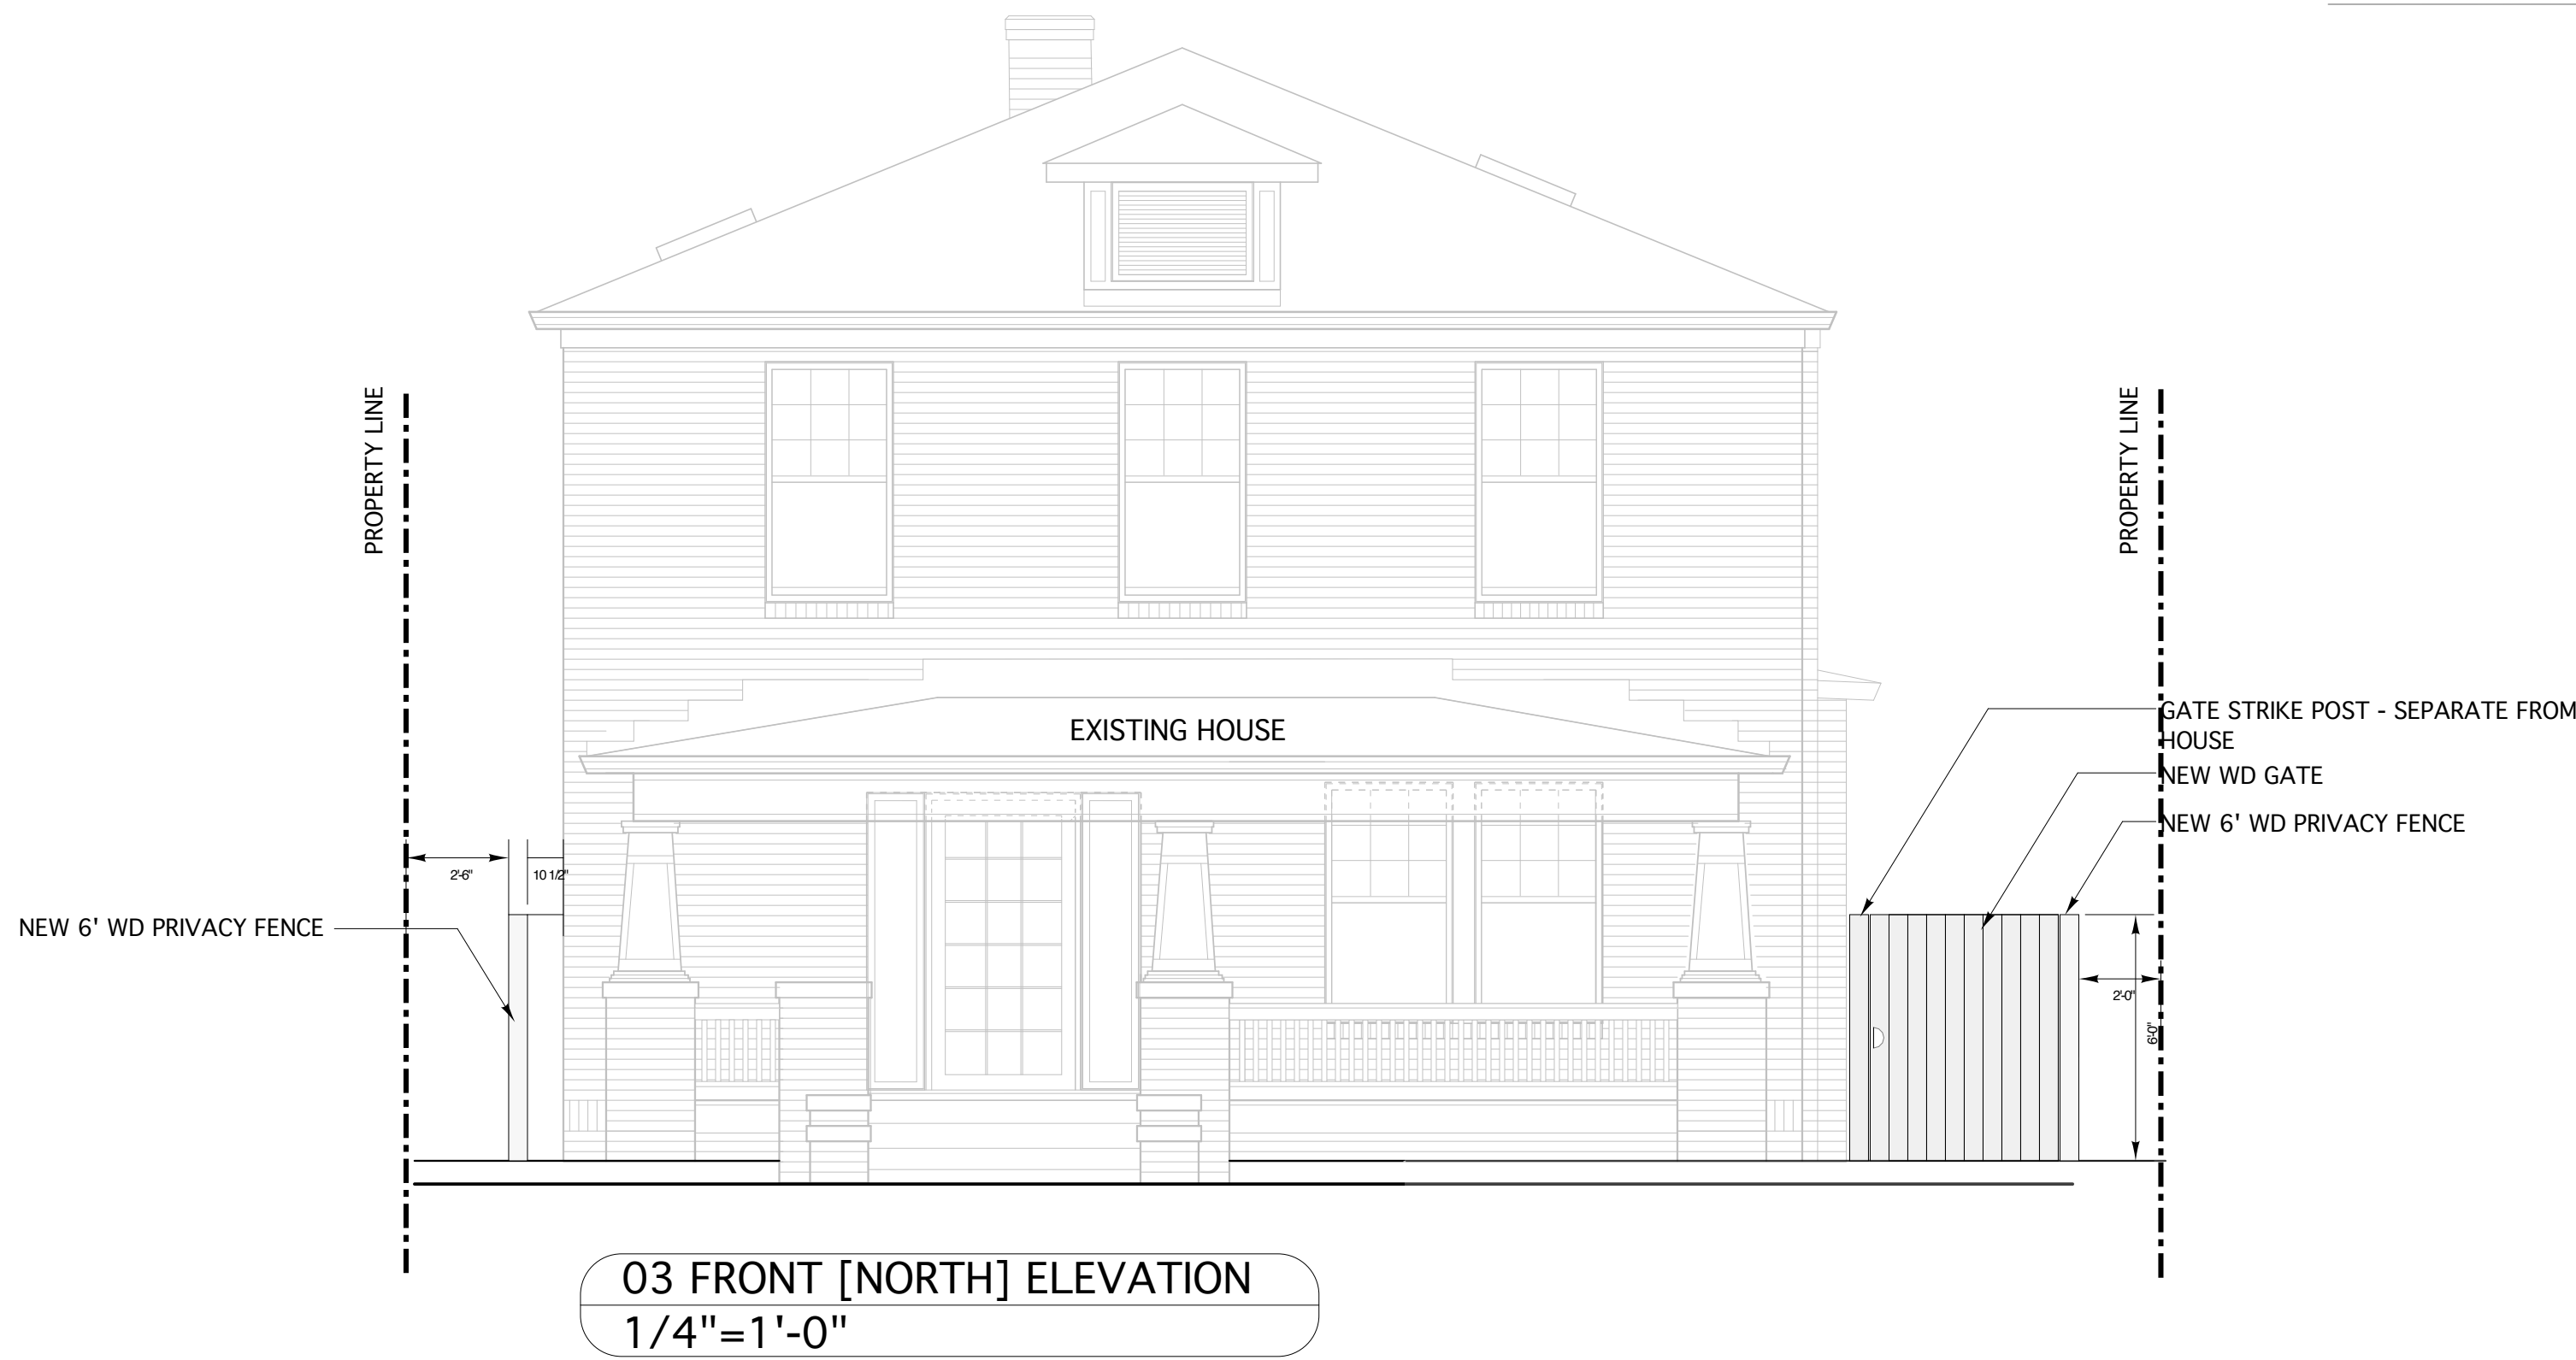 PROPERTY LINE
PROPERTY LINE
GATE STRIKE POST - SEPARATE FROM
HOUSE
EXISTING HOUSE
NEW WD GATE
NEW 6' WD PRIVACY FENCE
2'-6"
10 1/2"
NEW 6' WD PRIVACY FENCE
2'-0"
6'-0"
03 FRONT [NORTH] ELEVATION
1/4"=1'-0"